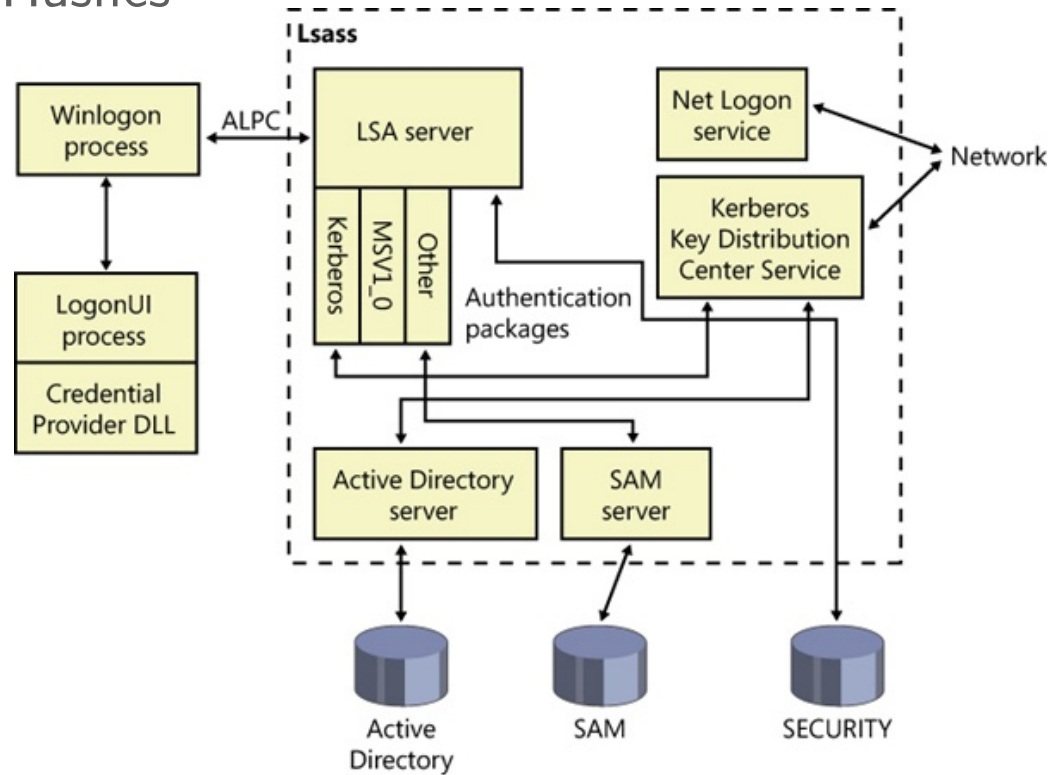 Hashes
Lsass
Winlogon
process
ALPC
LSA server
Net Logon
service
Network
Kerberos
MSV1_0
Other
Kerberos
Key Distribution
Center Service
Authentication
packages
LogonUI
process
Credential
Provider DLL
Active Directory
server
SAM
server
Active
Directory
SAM
SECURITY